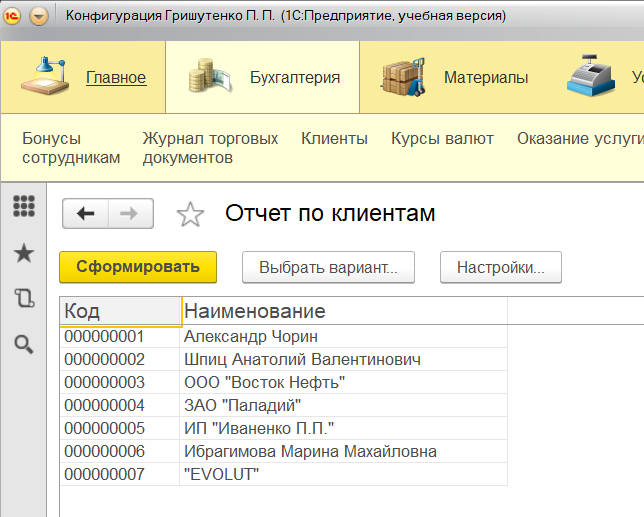 Конфигурация Гришутенко П. П. (1С:Предприятие, учебная версия)
Главное Бухгалтерия Материалы
Бонусы сотрудникам Журнал торговых документов Клиенты Курсы валют Оказание услуги
Отчет по клиентам
Сформировать Выбрать вариант... Настройки...
Код Наименование
000000001 Александр Чорин
000000002 Шпиц Анатолий Валентинович
000000003 ООО "Восток Нефть"
000000004 ЗАО "Паладий"
000000005 ИП "Иваненко П.П."
000000006 Ибрагимова Марина Махайловна
000000007 "EVOLUT"